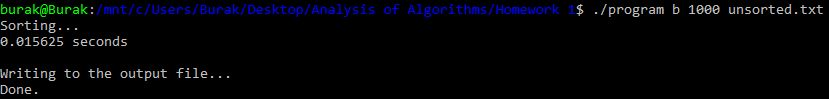 burak@Burak:/mnt/c/Users/Burak/Desktop/Analysis of Algorithms/Homework 1$ ./program b 1000 unsorted.txt
Sorting...
0.015625 seconds
Writing to the output file...
Done.